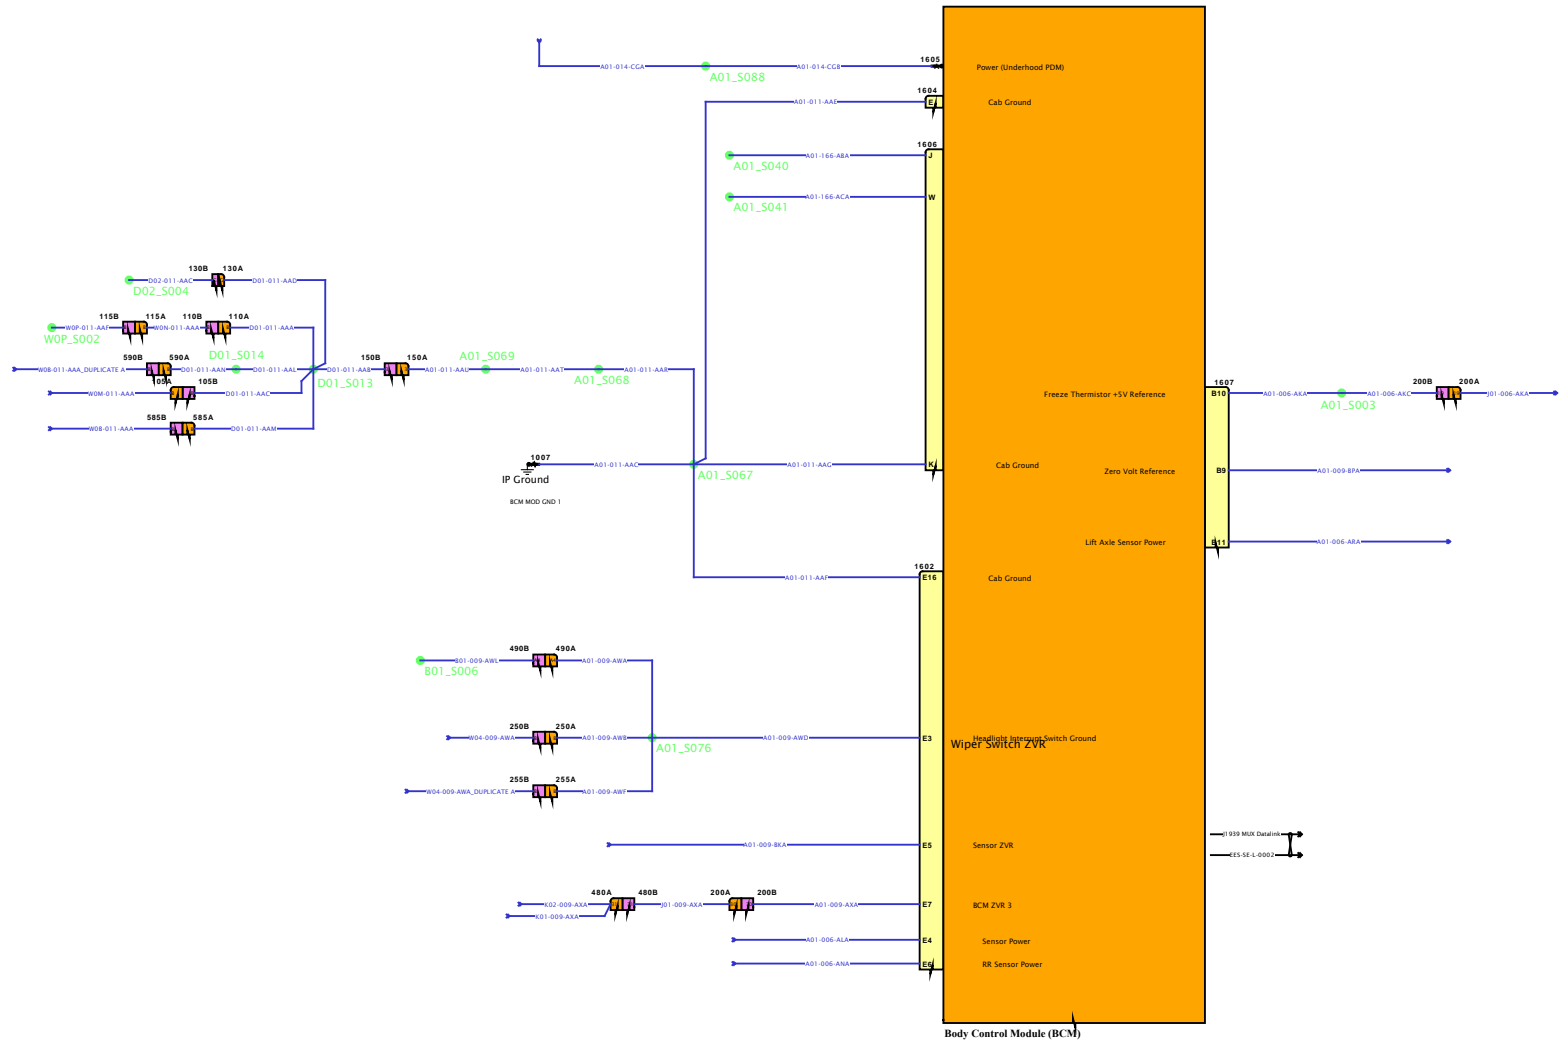 A01-014-CGA
A01_S088
A01-014-CGB
1605
Power (Underhood PDM)
1604
A01-011-AAE
E
Cab Ground
1606
A01_S040
A01-166-ABA
J
A01_S041
A01-166-ACA
W
130B 130A
D02-011-AAC
D01-011-AAD
D02_S004
115B 115A 110B 110A
W0P-011-AAF
W0N-011-AAA
D01-011-AAA
W0P_S002
D01_S014
590B 590A
W0B-011-AAA_DUPLICATE A
D01-011-AAN
D01-011-AAL
D01_S013
D01-011-AAB
150B 150A
A01-011-AAU
A01_S069
A01-011-AAT
A01_S068
A01-011-AAR
105A 105B
W0M-011-AAA
D01-011-AAC
585B 585A
W0B-011-AAA
D01-011-AAM
1007
IP Ground
BCM MOD GND 1
A01-011-AAC
A01_S067
A01-011-AAG
K
Cab Ground
1607
Freeze Thermistor +5V Reference
B10
A01-006-AKA
A01_S003
A01-006-AKC
200B 200A
J01-006-AKA
Zero Volt Reference
B9
A01-009-BPA
Lift Axle Sensor Power
B11
A01-006-ARA
1602
A01-011-AAF
E16
Cab Ground
490B 490A
B01-009-AWL
A01-009-AWA
B01_S006
250B 250A
W04-009-AWA
A01-009-AWB
A01_S076
A01-009-AWD
E3
Headlight Interrupt Switch Ground
Wiper Switch ZVR
255B 255A
W04-009-AWA_DUPLICATE A
A01-009-AWF
A01-009-BKA
E5
Sensor ZVR
J1939 MUX Datalink
EES-SE-L-0002
480A 480B 200A 200B
K02-009-AXA
J01-009-AXA
A01-009-AXA
E7
BCM ZVR 3
K01-009-AXA
A01-006-ALA
E4
Sensor Power
A01-006-ANA
E6
RR Sensor Power
Body Control Module (BCM)